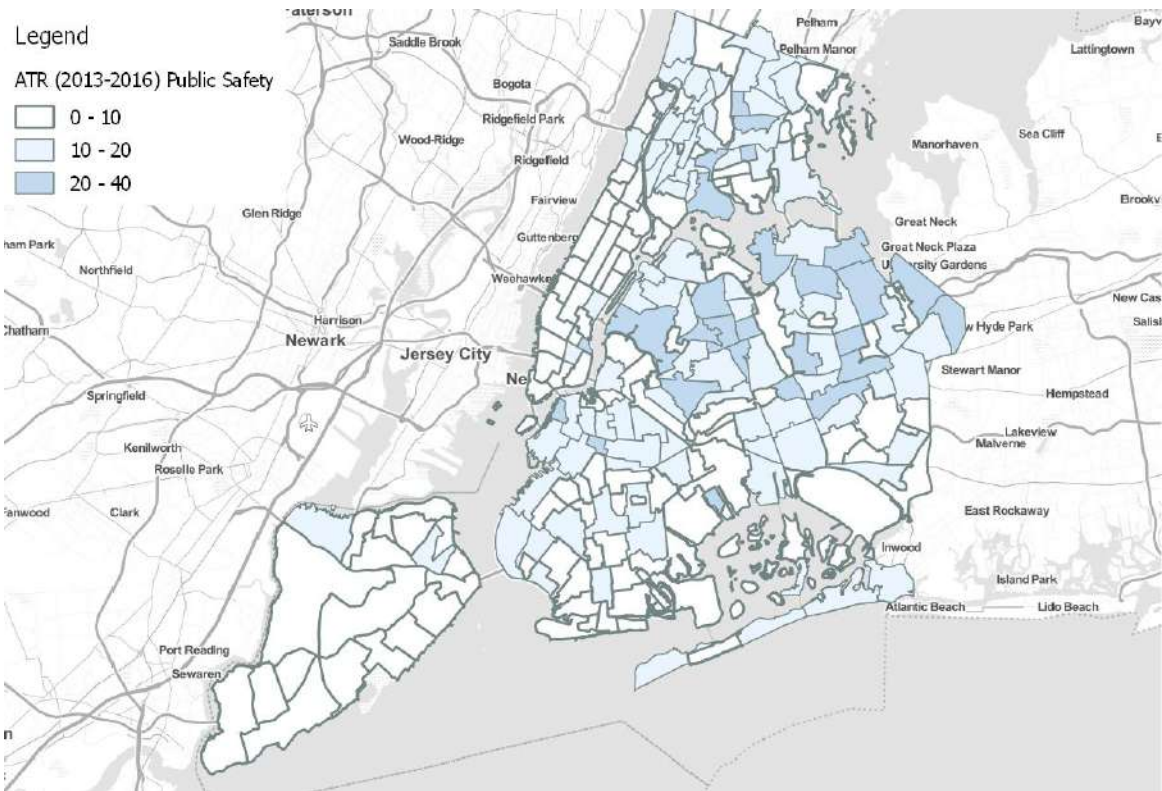 Legend
ATR (2013-2016) Public Safety
0 - 10
10 - 20
20 - 40
Pelham
Saddle Brook
Pelham Manor
Lattingtown
Bogota
Ridgefield Park
Wood-Ridge
Sea Cliff
Manorhaven
Ridgefield
Fairview
Glen Ridge
Great Neck
Guttenberg
Great Neck Plaza
Northfield
Harrison
Newark
Jersey City
Stewart Manor
Springfield
Hempstead
Lakeview
Malverne
Kenilworth
Roselle Park
Clark
East Rockaway
Inwood
Island Park
Atlantic Beach
Lido Beach
Port Reading
Sewaren